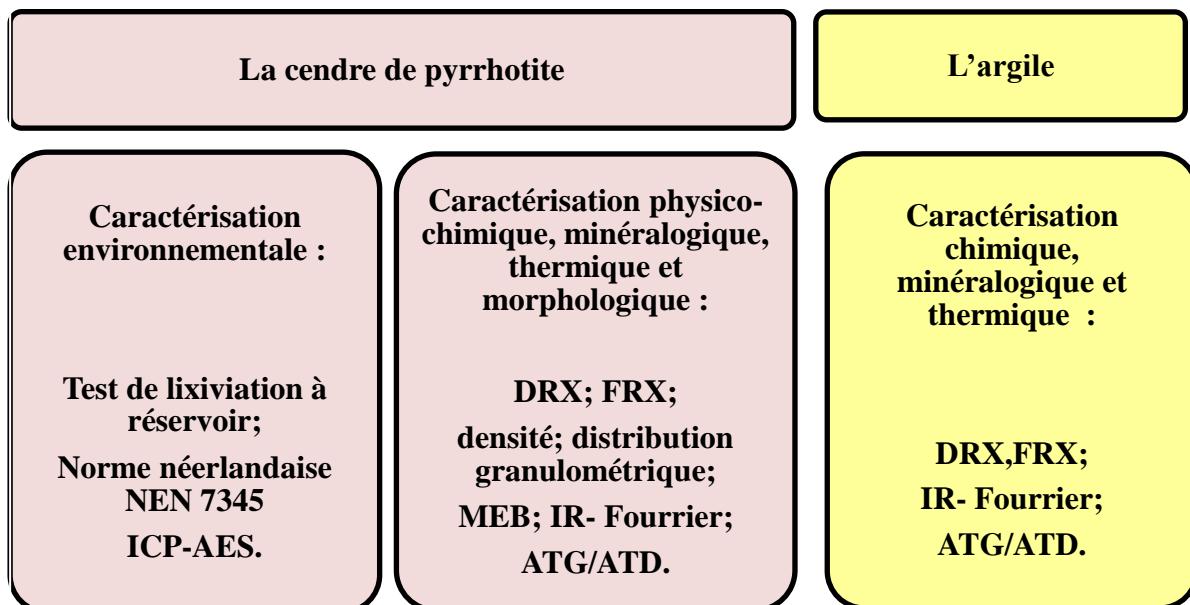 La cendre de pyrrhotite
L’argile
Caractérisation
environnementale :
Test de lixiviation à
réservoir;
Norme néerlandaise
NEN 7345
ICP-AES.
Caractérisation physico-
chimique, minéralogique,
thermique et
morphologique :
DRX; FRX;
densité; distribution
granulométrique;
MEB; IR- Fourrier;
ATG/ATD.
Caractérisation
chimique,
minéralogique et
thermique  :
DRX,FRX;
IR- Fourrier;
ATG/ATD.